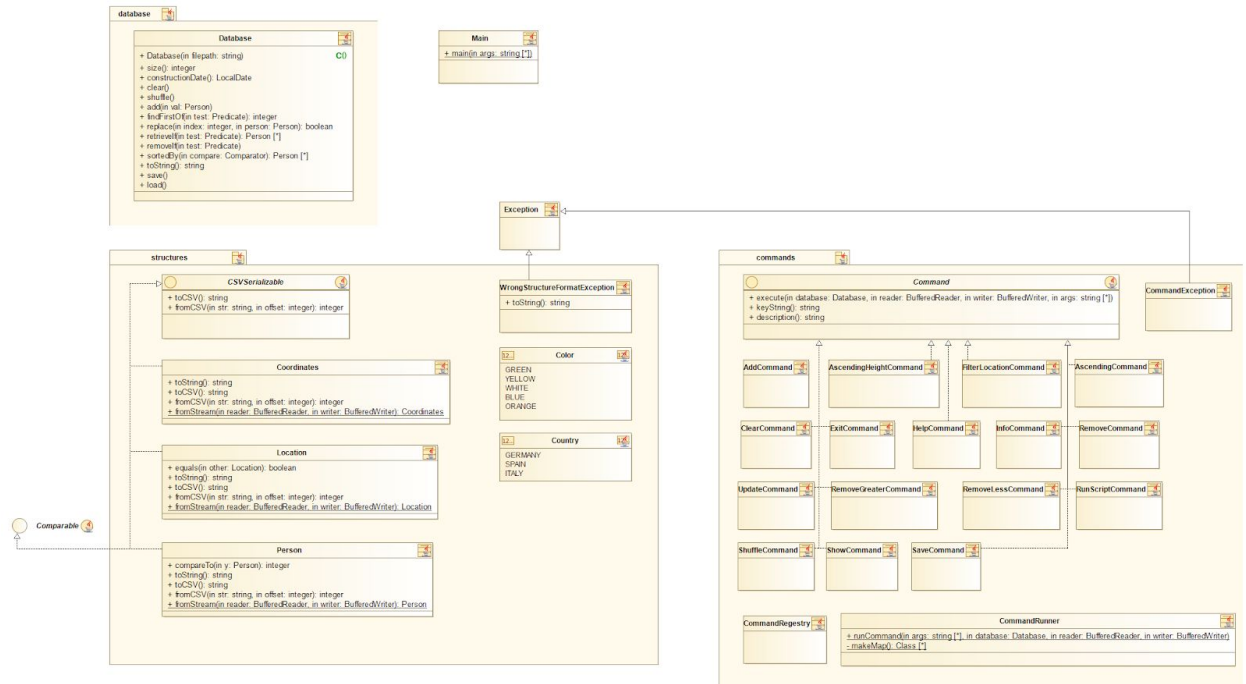 database
Database
+ Database(in filepath: string)
C()
+ size(): integer
+ constructionDate(): LocalDate
+ clear()
+ shuffle()
+ add(in val: Person)
+ findFirstOf(in test: Predicate): integer
+ replace(in index: integer, in person: Person): boolean
+ retrieveIf(in test: Predicate): Person [*]
+ removeIf(in test: Predicate)
+ sortedBy(in compare: Comparator): Person [*]
+ toString(): string
+ save()
+ load()
Main
+ main(in args: string [*])
Exception
structures
CSVSerializable
+ toCSV(): string
+ fromCSV(in str: string, in offset: integer): integer
WrongStructureFormatException
+ toString(): string
Coordinates
+ toString(): string
+ toCSV(): string
+ fromCSV(in str: string, in offset: integer): integer
+ fromStream(in reader: BufferedReader, in writer: BufferedWriter): Coordinates
Color
GREEN
YELLOW
WHITE
BLUE
ORANGE
Location
+ equals(in other: Location): boolean
+ toString(): string
+ toCSV(): string
+ fromCSV(in str: string, in offset: integer): integer
+ fromStream(in reader: BufferedReader, in writer: BufferedWriter): Location
Country
GERMANY
SPAIN
ITALY
Comparable
Person
+ compareTo(in y: Person): integer
+ toString(): string
+ toCSV(): string
+ fromCSV(in str: string, in offset: integer): integer
+ fromStream(in reader: BufferedReader, in writer: BufferedWriter): Person
commands
Command
+ execute(in database: Database, in reader: BufferedReader, in writer: BufferedWriter, in args: string [*])
+ keyString(): string
+ description(): string
CommandException
AddCommand
AscendingHeightCommand
FilterLocationCommand
AscendingCommand
ClearCommand
ExitCommand
HelpCommand
InfoCommand
RemoveCommand
UpdateCommand
RemoveGreaterCommand
RemoveLessCommand
RunScriptCommand
ShuffleCommand
ShowCommand
SaveCommand
CommandRegestry
CommandRunner
+ runCommand(in args: string [*], in database: Database, in reader: BufferedReader, in writer: BufferedWriter)
- makeMap(): Class [*]